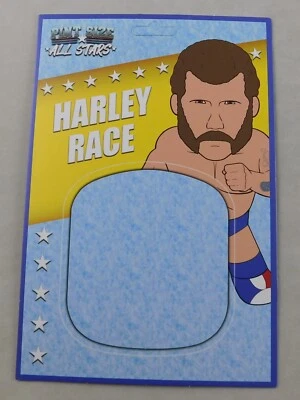 PINT SIZE
ALL STARS
HARLEY
RACE